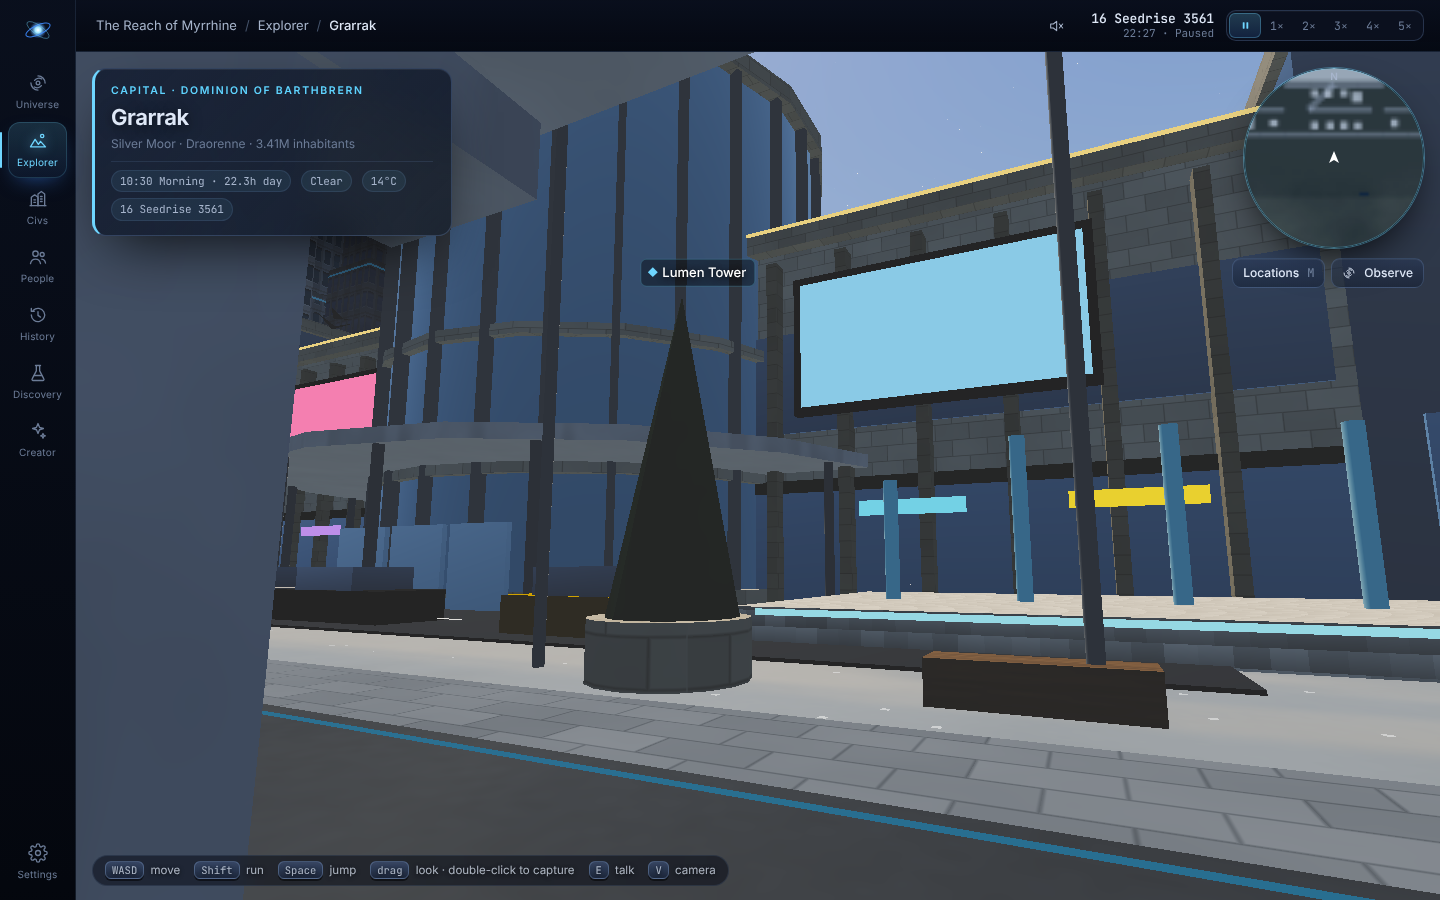 The Reach of Myrrhine / Explorer / Grarrak
16 Seedrise 3561
22:27 · Paused
1× 2× 3× 4× 5×
Universe
Explorer
Civs
People
History
Discovery
Creator
Settings
CAPITAL · DOMINION OF BARTHBRERN
Grarrak
Silver Moor · Draorenne · 3.41M inhabitants
10:30 Morning · 22.3h day
Clear
14°C
16 Seedrise 3561
Lumen Tower
N
Locations M
Observe
WASD move Shift run Space jump drag look · double-click to capture E talk V camera